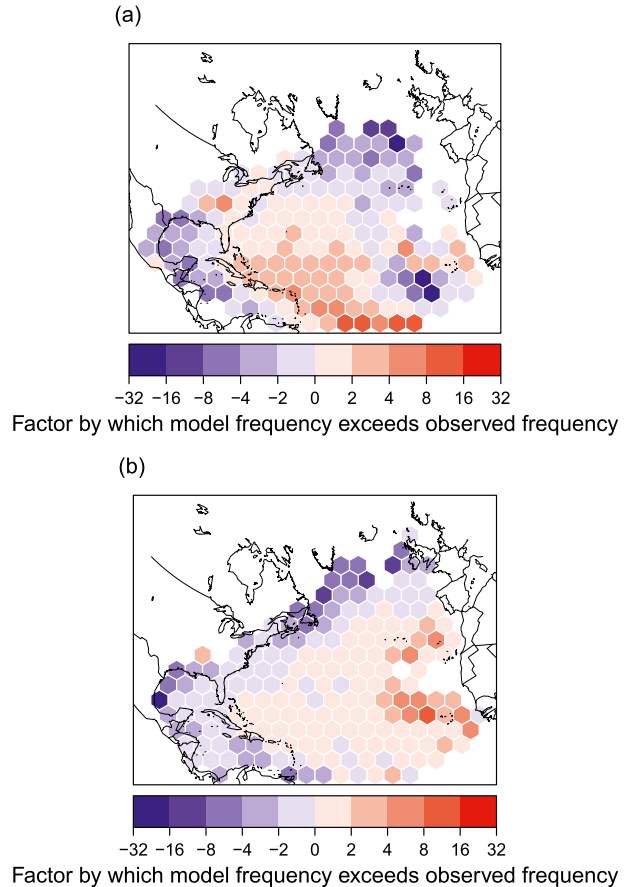 (a)
−32 −16 −8 −4 −2 0 2 4 8 16 32
Factor by which model frequency exceeds observed frequency
(b)
−32 −16 −8 −4 −2 0 2 4 8 16 32
Factor by which model frequency exceeds observed frequency